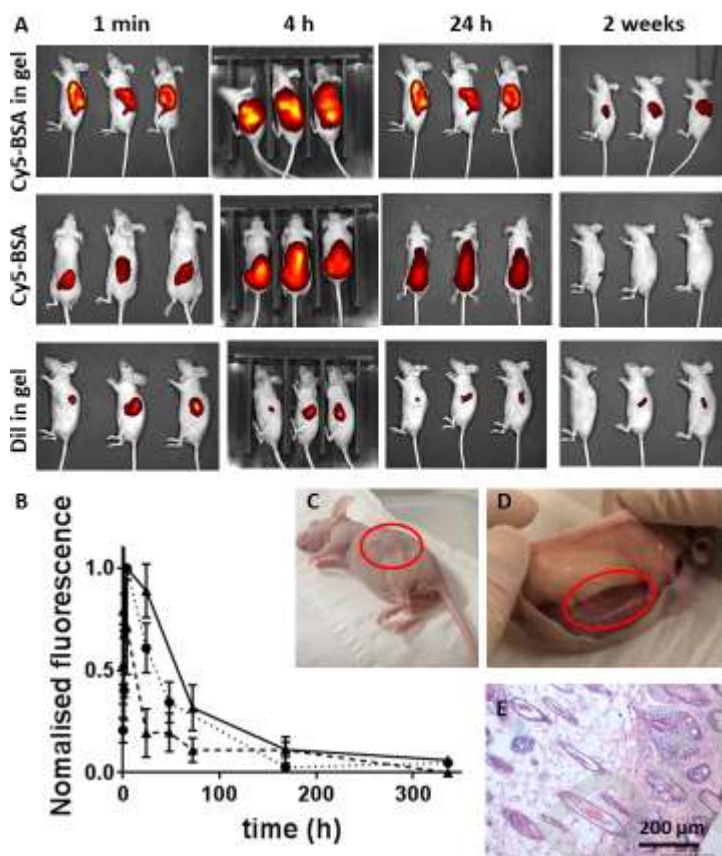 A 1 min 4 h 24 h 2 weeks
Cy5-BSA in gel
Cy5-BSA
DiI in gel
B
Nomalised fluorescence
1.0
0.5
0.0
0 100 200 300
time (h)
C
D
E
200 µm